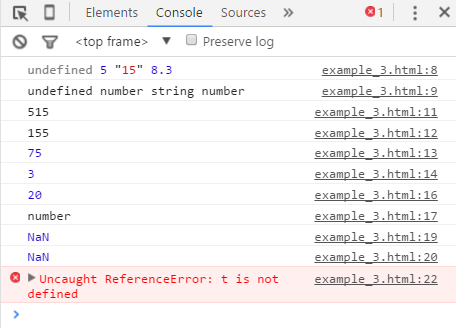 Elements Console Sources » 1
<top frame> ▼ Preserve log
undefined 5 "15" 8.3 example_3.html:8
undefined number string number example_3.html:9
515 example_3.html:11
155 example_3.html:12
75 example_3.html:13
3 example_3.html:14
20 example_3.html:16
number example_3.html:17
NaN example_3.html:19
NaN example_3.html:20
Uncaught ReferenceError: t is not example_3.html:22
defined